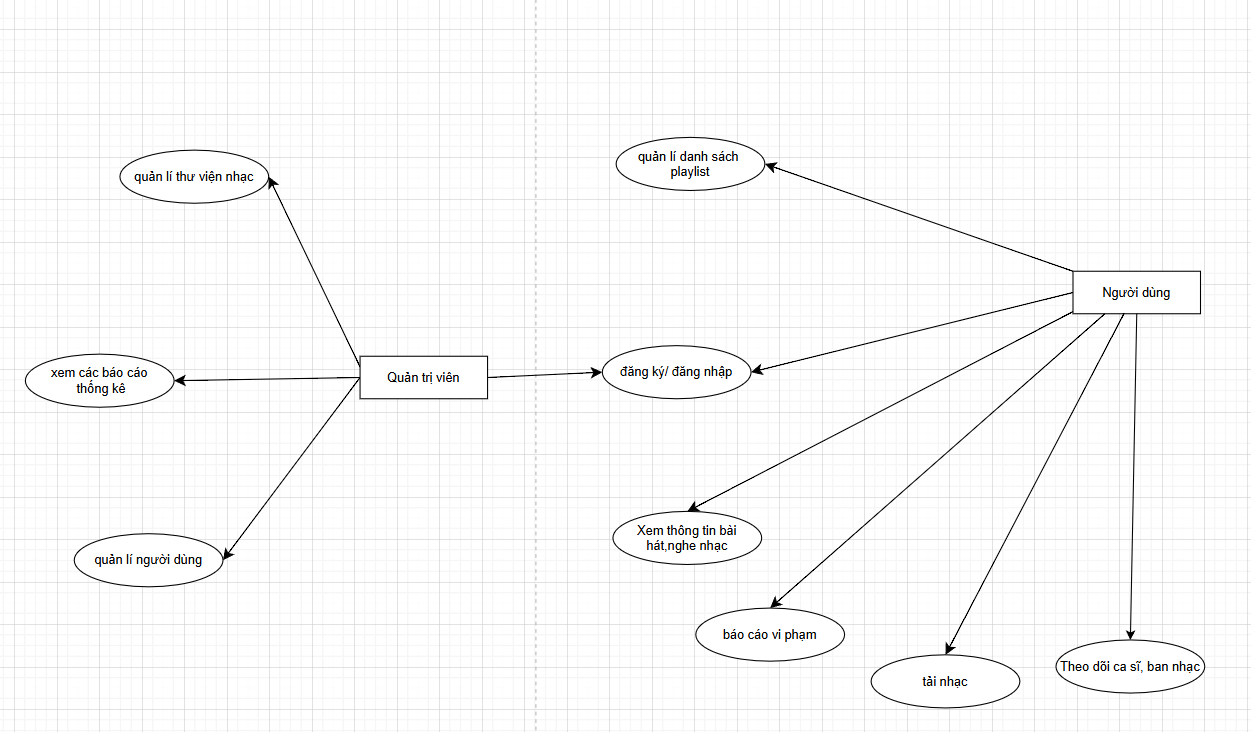 quản lí danh sách
playlist
quản lí thư viện nhạc
Người dùng
xem các báo cáo
thống kê
Quản trị viên
đăng ký/ đăng nhập
Xem thông tin bài
hát,nghe nhạc
quản lí người dùng
báo cáo vi phạm
tải nhạc
Theo dõi ca sĩ, ban nhạc